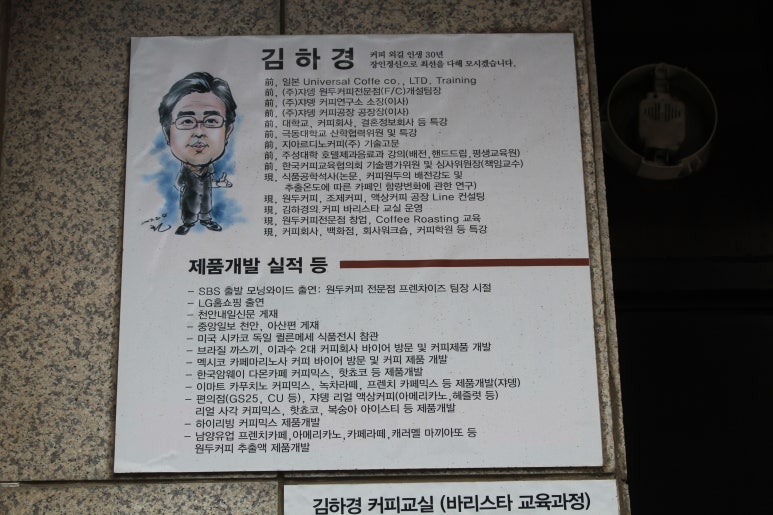 김하경
커피 외길 인생 30년
장인정신으로 최선을 다해 모시겠습니다.
前, 일본 Universal Coffe co., LTD. Training
前, (주)쟈뎅 원두커피전문점(F/C)개설팀장
前, (주)쟈뎅 커피연구소 소장(이사)
前, (주)쟈뎅 커피공장 공장장(이사)
前, 대학교, 커피회사, 결혼정보회사 등 특강
前, 극동대학교 산학협력위원 및 특강
前, 지아르디노커피(주) 기술고문
前, 주성대학 호텔제과음료과 강의(배전,핸드드립,평생교육원)
前, 한국커피교육협의회 기술평가위원 및 심사위원장(책임교수)
現, 식품공학석사(논문, 커피원두의 배전강도 및
추출온도에 따른 카페인 함량변화에 관한 연구)
現, 원두커피, 조제커피, 액상커피 공장 Line 컨설팅
現, 김하경의 커피 바리스타 교실 운영
現, 원두커피전문점 창업, Coffee Roasting 교육
現, 커피회사, 백화점, 회사워크숍, 커피학원 등 특강
제품개발 실적 등
- SBS 출발 모닝와이드 출연: 원두커피 전문점 프렌차이즈 팀장 시절
- LG홈쇼핑 출연
- 천안내일신문 게재
- 중앙일보 천안, 아산편 게재
- 미국 시카코 독일 퀼른메세 식품전시 참관
- 브라질 까스끼, 이과수 2대 커피회사 바이어 방문 및 커피제품 개발
- 멕시코 카페마리노사 커피 바이어 방문 및 커피 제품 개발
- 한국암웨이 다몬카페 커피믹스, 핫쵸코 등 제품개발
- 이마트 카푸치노 커피믹스, 녹차라떼, 프렌치 카페믹스 등 제품개발(쟈뎅)
- 편의점(GS25, CU 등), 쟈뎅 리얼 액상커피(아메리카노,헤즐럿 등)
리얼 사각 커피믹스, 핫쵸코, 복숭아 아이스티 등 제품개발
- 하이리빙 커피믹스 제품개발
- 남양유업 프렌치카페,아메리카노,카페라떼,캐러멜 마끼아또 등
원두커피 추출액 제품개발
김하경 커피교실 (바리스타 교육과정)